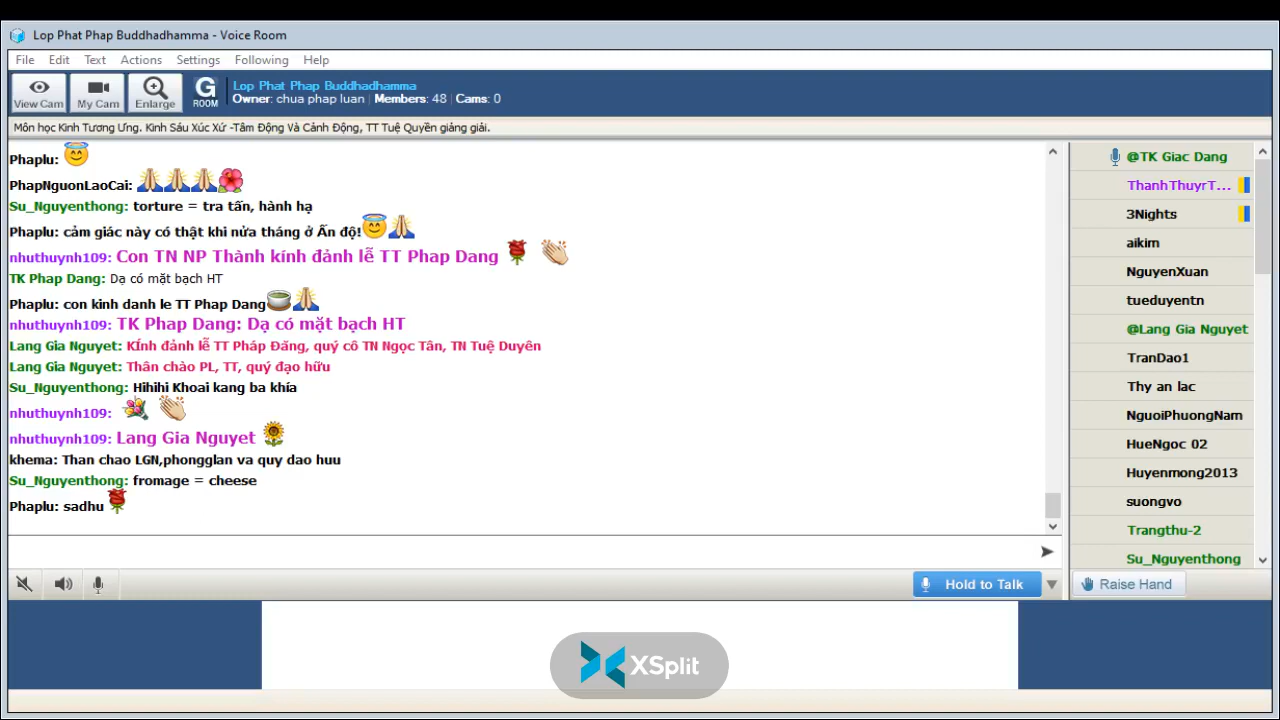 Lop Phat Phap Buddhadhamma - Voice Room
File Edit Text Actions Settings Following Help
View Cam
My Cam
Enlarge
G ROOM
Lop Phat Phap Buddhadhamma
Owner: chua phap luan | Members: 48 | Cams: 0
Môn học Kinh Tương Ưng. Kinh Sáu Xúc Xứ -Tâm Động Và Cảnh Động, TT Tuệ Quyền giảng giải.
Phaplu:
PhapNguonLaoCai:
Su_Nguyenthong: torture = tra tấn, hành hạ
Phaplu: cảm giác này có thật khi nửa tháng ở Ấn độ!
nhuthuynh109: Con TN NP Thành kính đảnh lễ TT Phap Dang
TK Phap Dang: Dạ có mặt bạch HT
Phaplu: con kinh danh le TT Phap Dang
nhuthuynh109: TK Phap Dang: Dạ có mặt bạch HT
Lang Gia Nguyet: KÍnh đảnh lễ TT Pháp Đăng, quý cô TN Ngọc Tân, TN Tuệ Duyên
Lang Gia Nguyet: Thân chào PL, TT, quý đạo hữu
Su_Nguyenthong: Hihihi Khoai kang ba khía
nhuthuynh109:
nhuthuynh109: Lang Gia Nguyet
khema: Than chao LGN,phongglan va quy dao huu
Su_Nguyenthong: fromage = cheese
Phaplu: sadhu
@TK Giac Dang
ThanhThuyrT...
3Nights
aikim
NguyenXuan
tueduyentn
@Lang Gia Nguyet
TranDao1
Thy an lac
NguoiPhuongNam
HueNgoc 02
Huyenmong2013
suongvo
Trangthu-2
Su_Nguyenthong
Hold to Talk
Raise Hand
XSplit